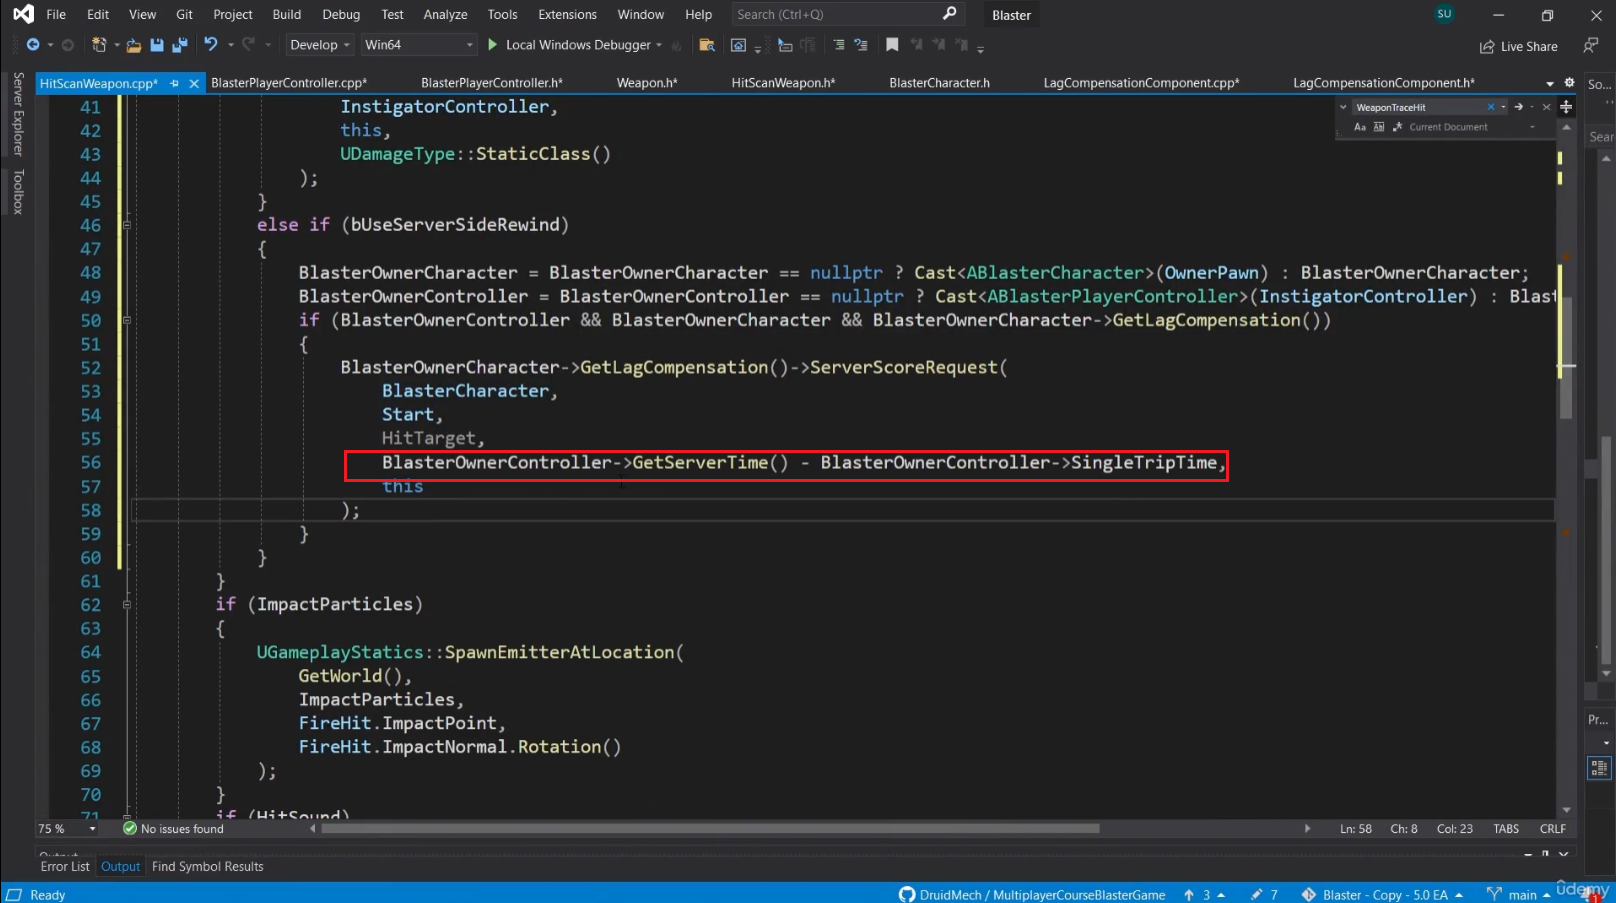 File Edit View Git Project Build Debug Test Analyze Tools Extensions Window Help Search (Ctrl+Q) Blaster SU
Develop Win64 Local Windows Debugger Live Share
HitScanWeapon.cpp* BlasterPlayerController.cpp* BlasterPlayerController.h* Weapon.h* HitScanWeapon.h* BlasterCharacter.h LagCompensationComponent.cpp* LagCompensationComponent.h* So...
Server Explorer
Toolbox
WeaponTraceHit
Aa Current Document
Sear
41 InstigatorController,
42 this,
43 UDamageType::StaticClass()
44 );
45 }
46 else if (bUseServerSideRewind)
47 {
48 BlasterOwnerCharacter = BlasterOwnerCharacter == nullptr ? Cast<ABlasterCharacter>(OwnerPawn) : BlasterOwnerCharacter;
49 BlasterOwnerController = BlasterOwnerController == nullptr ? Cast<ABlasterPlayerController>(InstigatorController) : Blast
50 if (BlasterOwnerController && BlasterOwnerCharacter && BlasterOwnerCharacter->GetLagCompensation())
51 {
52 BlasterOwnerCharacter->GetLagCompensation()->ServerScoreRequest(
53 BlasterCharacter,
54 Start,
55 HitTarget,
56 BlasterOwnerController->GetServerTime() - BlasterOwnerController->SingleTripTime,
57 this
58 );
59 }
60 }
61 }
62 if (ImpactParticles)
63 {
64 UGameplayStatics::SpawnEmitterAtLocation(
65 GetWorld(),
66 ImpactParticles,
67 FireHit.ImpactPoint,
68 FireHit.ImpactNormal.Rotation()
69 );
70 }
71 if (HitSound)
Pr...
75 % No issues found Ln: 58 Ch: 8 Col: 23 TABS CRLF
Output
Error List Output Find Symbol Results
Ready DruidMech / MultiplayerCourseBlasterGame 3 7 Blaster - Copy - 5.0 EA main 1
udemy